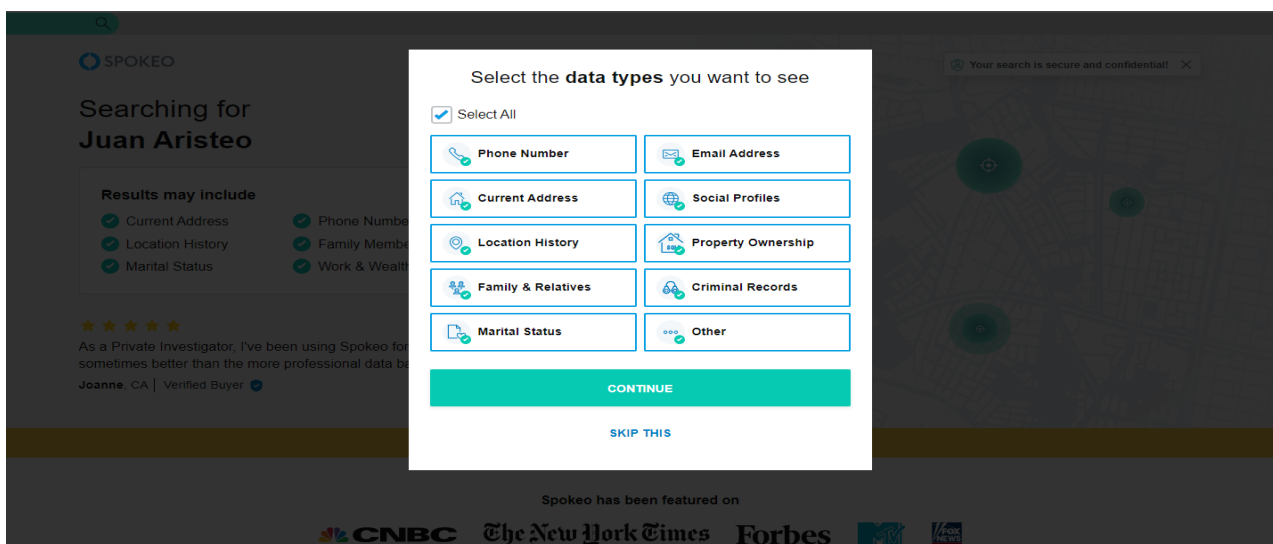 SPOKEO
Your search is secure and confidential!
Searching for
Juan Aristeo
Results may include
Current Address
Phone Numbe
Location History
Family Membe
Marital Status
Work & Wealth
As a Private Investigator, I've been using Spokeo for
sometimes better than the more professional data ba
Joanne, CA | Verified Buyer
Select the data types you want to see
Select All
Phone Number
Email Address
Current Address
Social Profiles
Location History
SOLD
Property Ownership
Family & Relatives
Criminal Records
Marital Status
Other
CONTINUE
SKIP THIS
Spokeo has been featured on
CNBC
The New York Times
Forbes
MTV
FOX
NEWS